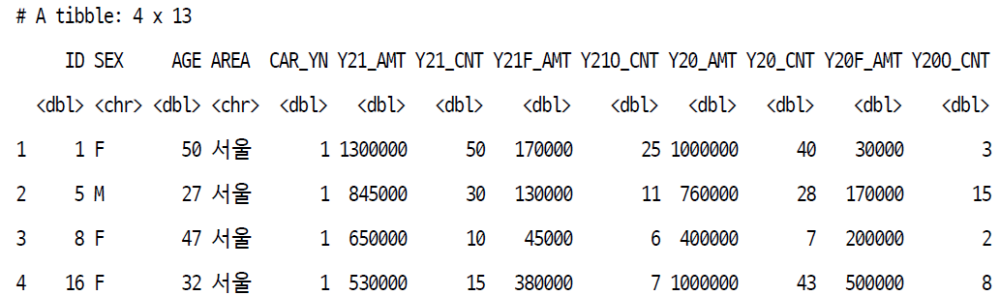 # A tibble: 4 x 13
ID SEX AGE AREA CAR_YN Y21_AMT Y21_CNT Y21F_AMT Y21O_CNT Y20_AMT Y20_CNT Y20F_AMT Y20O_CNT
<dbl> <chr> <dbl> <chr> <dbl> <dbl> <dbl> <dbl> <dbl> <dbl> <dbl> <dbl> <dbl>
1 1 F 50 서울 1 1300000 50 170000 25 1000000 40 30000 3
2 5 M 27 서울 1 845000 30 130000 11 760000 28 170000 15
3 8 F 47 서울 1 650000 10 45000 6 400000 7 200000 2
4 16 F 32 서울 1 530000 15 380000 7 1000000 43 500000 8